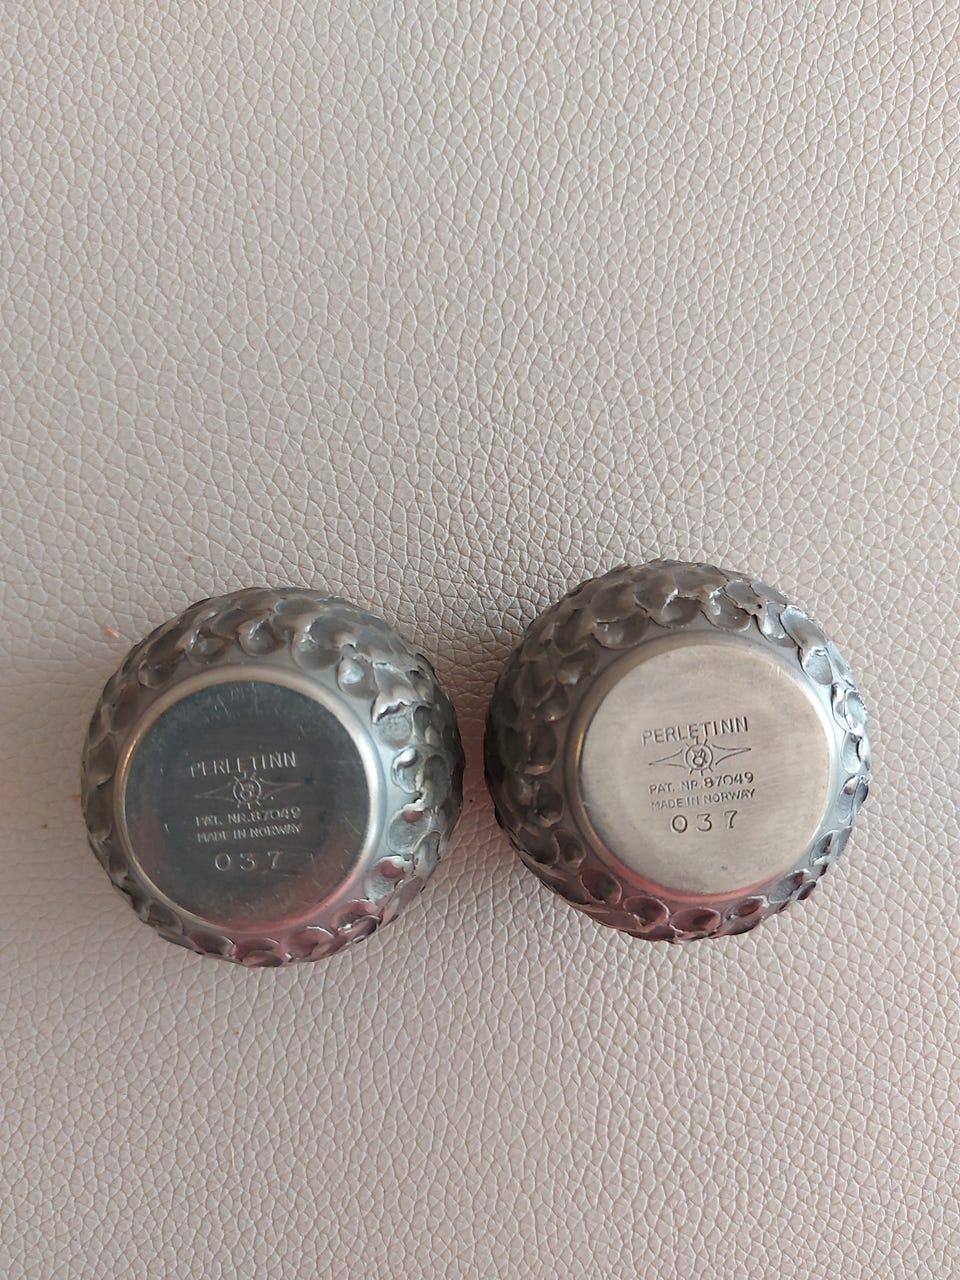 PERLETINN
PAT. NR. 87049
MADE IN NORWAY
037
PERLETINN
PAT. NR. 87049
MADE IN NORWAY
037